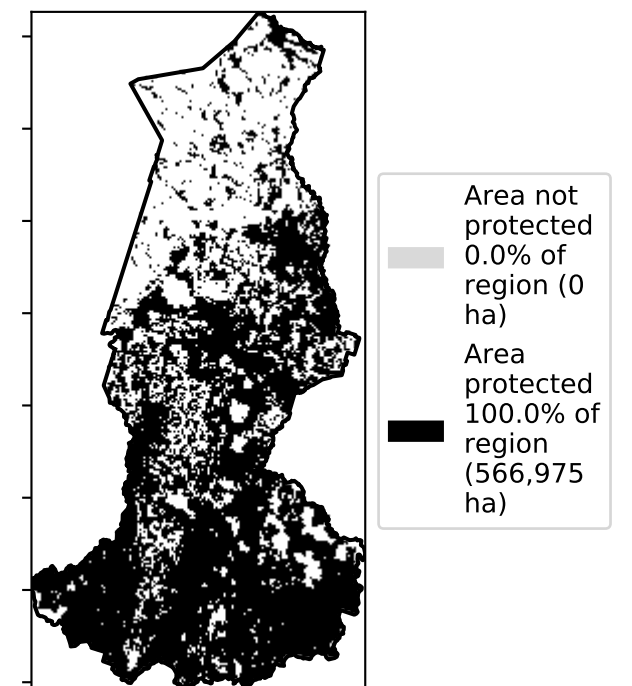 Area not
protected
0.0% of
region (0
ha)
Area
protected
100.0% of
region
(566,975
ha)